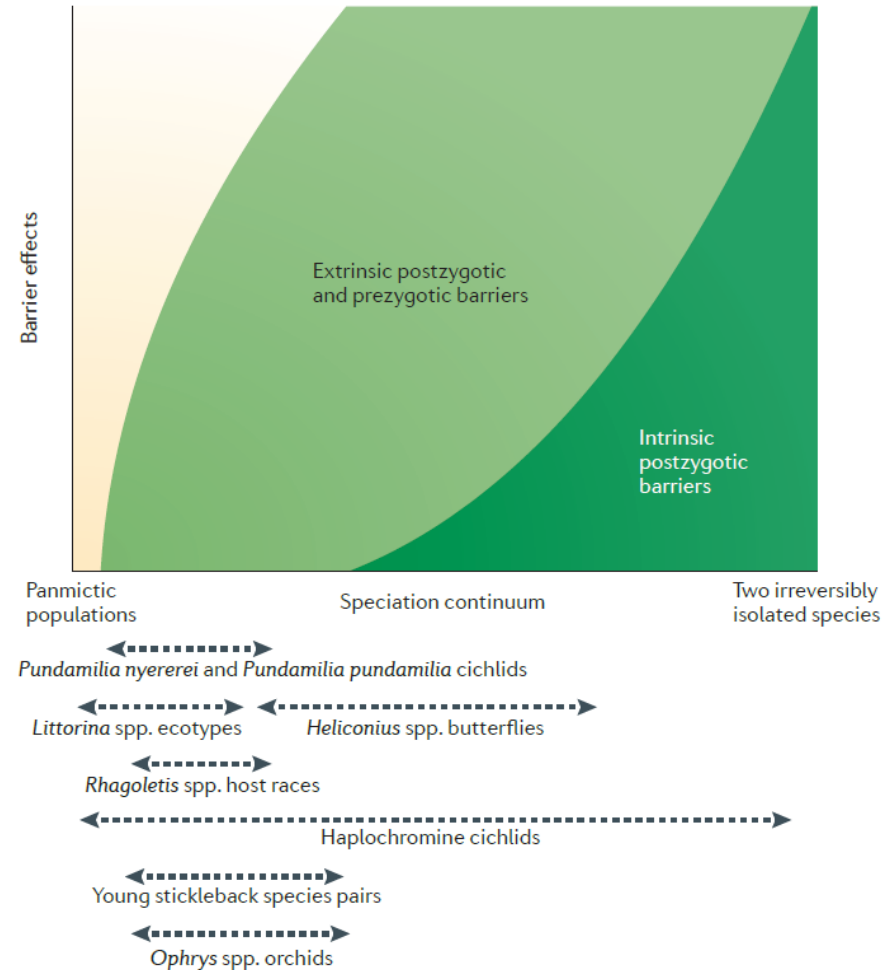 Barrier effects
Extrinsic postzygotic
and prezygotic barriers
Intrinsic
postzygotic
barriers
Panmictic
populations
Speciation continuum
Two irreversibly
isolated species
Pundamilia nyererei and Pundamilia pundamilia cichlids
Littorina spp. ecotypes
Heliconius spp. butterflies
Rhagoletis spp. host races
Haplochromine cichlids
Young stickleback species pairs
Ophrys spp. orchids